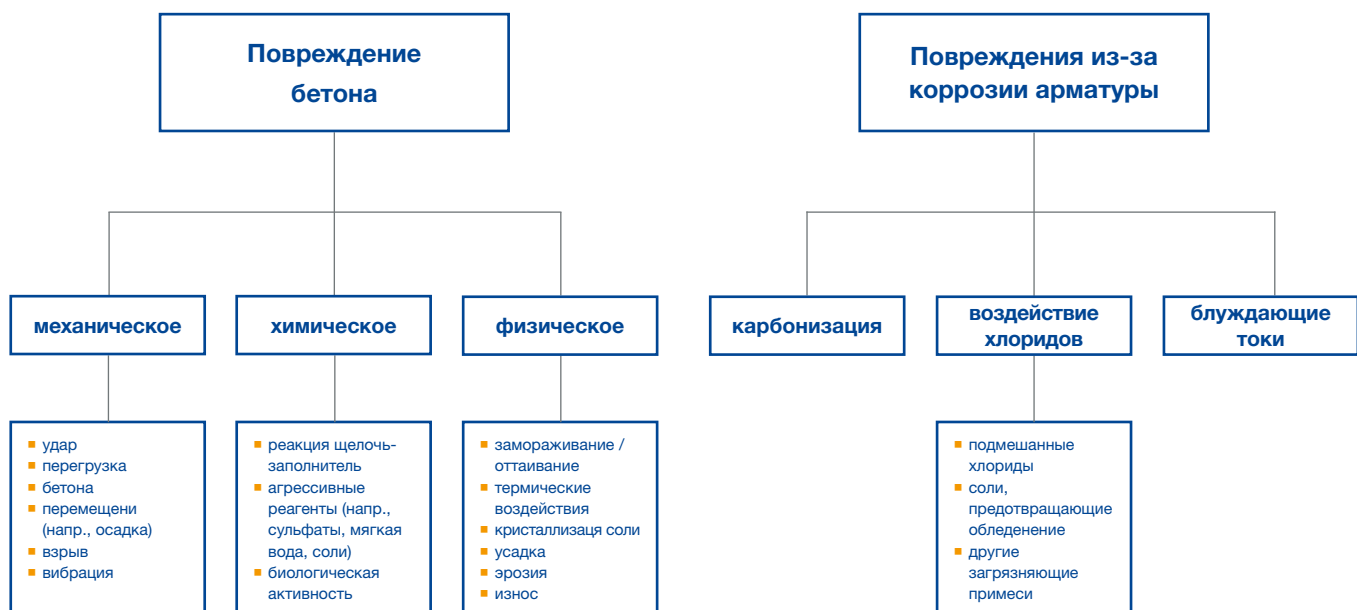 Повреждение
бетона
Повреждения из-за
коррозии арматуры
механическое
химическое
физическое
карбонизация
воздействие
хлоридов
блуждающие
токи
удар
перегрузка
бетона
перемещени
(напр., осадка)
взрыв
вибрация
реакция щелочь-
заполнитель
агрессивные
реагенты (напр.,
сульфаты, мягкая
вода, соли)
биологическая
активность
замораживание /
оттаивание
термические
воздействия
кристаллизаця соли
усадка
эрозия
износ
подмешанные
хлориды
соли,
предотвращающие
обледенение
другие
загрязняющие
примеси